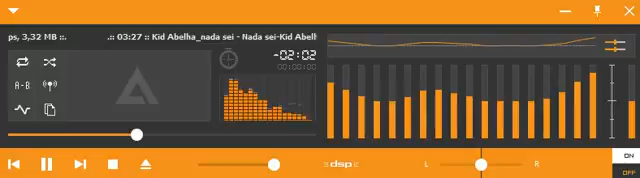 ps, 3,32 MB ::.
.:: 03:27 :: Kid Abelha_nada sei - Nada sei-Kid Abelh
-02:02
00:00:00
A-B
dsp
L
R
ON
OFF